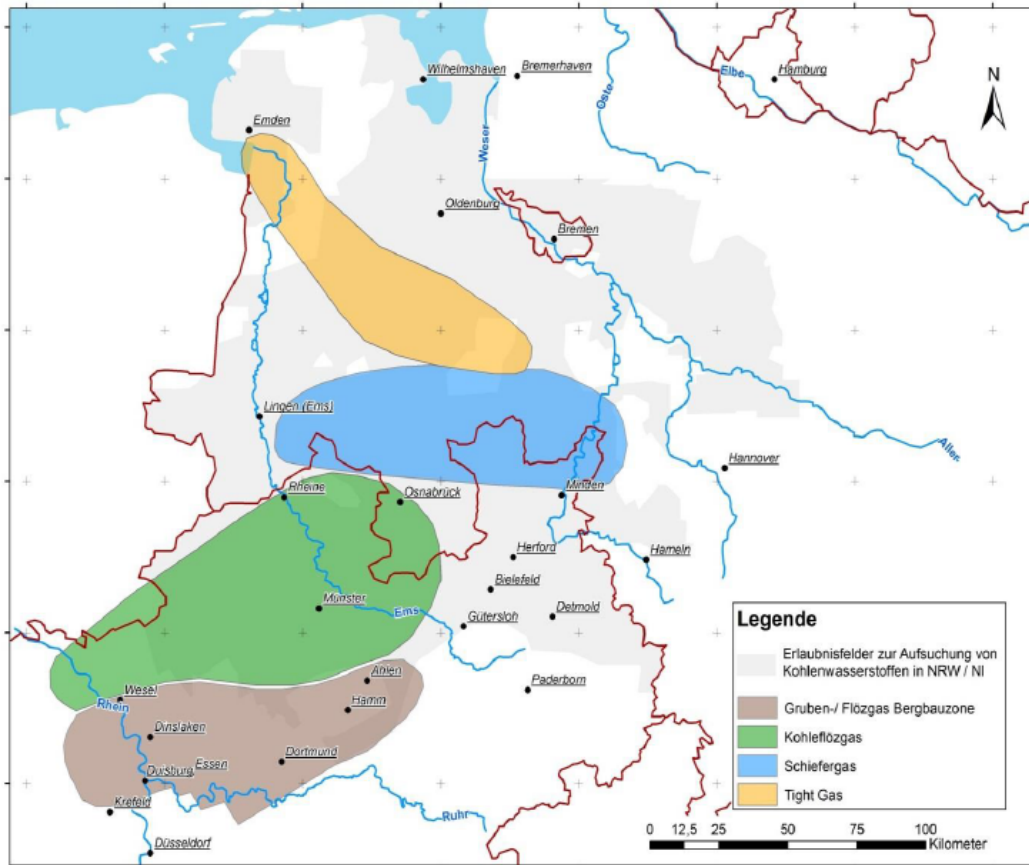 Wilhelmshaven
Bremerhaven
Hamburg
Elbe
Oste
N
Emden
Weser
Oldenburg
Bremen
Lingen (Ems)
Aller
Hannover
Rheine
Osnabrück
Minden
Herford
Hameln
Bielefeld
Münster
Ems
Gütersloh
Detmold
Ahlen
Paderborn
Wesel
Rhein
Hamm
Dinslaken
Dortmund
Duisburg
Essen
Krefeld
Ruhr
Düsseldorf
Legende
Erlaubnisfelder zur Aufsuchung von
Kohlenwasserstoffen in NRW / NI
Gruben-/ Flözgas Bergbauzone
Kohleflözgas
Schiefergas
Tight Gas
0 12,5 25 50 75 100
Kilometer